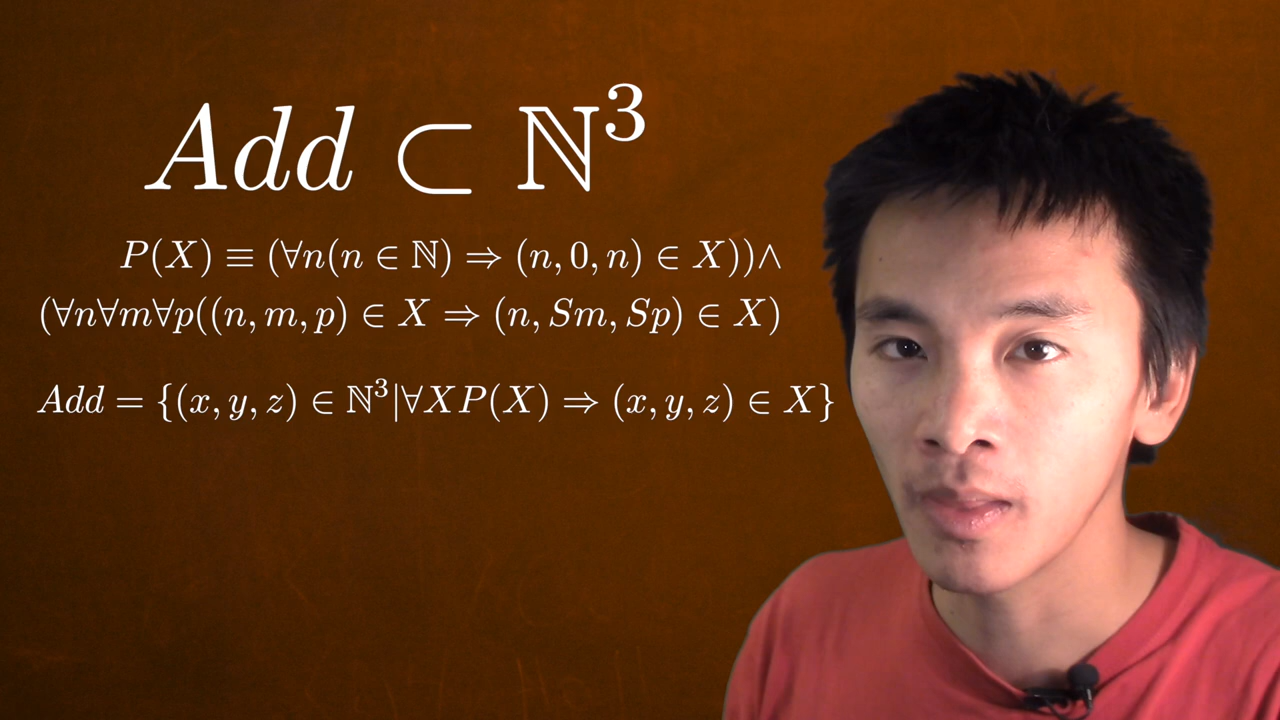 Add ⊂ ℕ³
P(X) ≡ (∀n(n ∈ ℕ) ⇒ (n, 0, n) ∈ X))∧
(∀n∀m∀p((n, m, p) ∈ X ⇒ (n, Sm, Sp) ∈ X)
Add = {(x, y, z) ∈ ℕ³|∀XP(X) ⇒ (x, y, z) ∈ X}